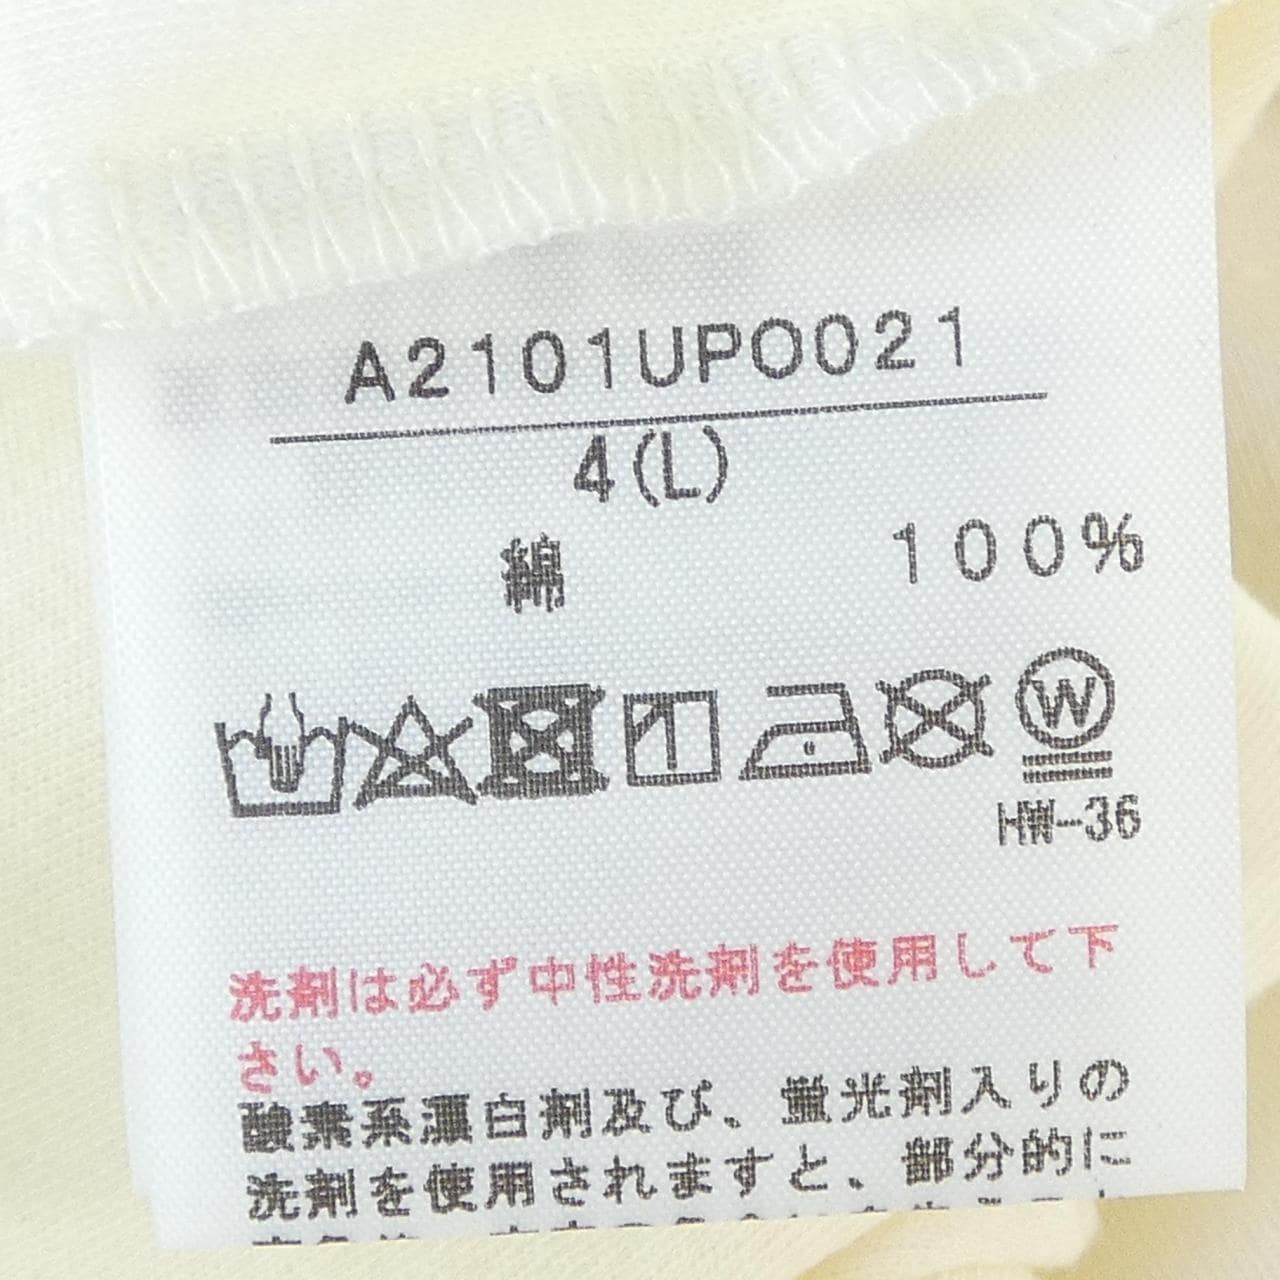 A2101UPO021
4(L)
綿 100%
W
HW-36
洗剤は必ず中性洗剤を使用して下
さい。
酸素系漂白剤及び、蛍光剤入りの
洗剤を使用されますと、部分的に